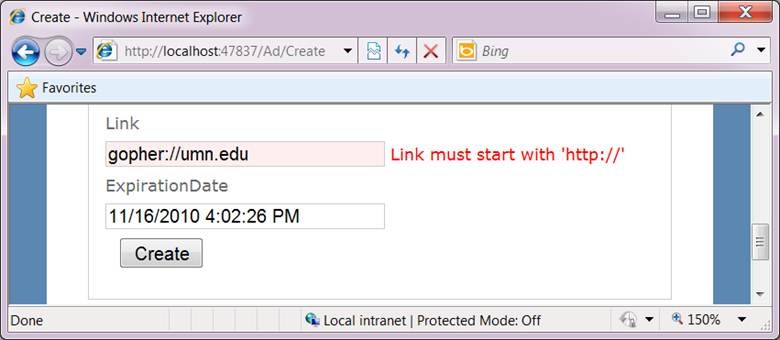 Create - Windows Internet Explorer
http://localhost:47837/Ad/Create
Bing
Favorites
Link
gopher://umn.edu
Link must start with 'http://'
ExpirationDate
11/16/2010 4:02:26 PM
Create
Done
Local intranet | Protected Mode: Off
150%